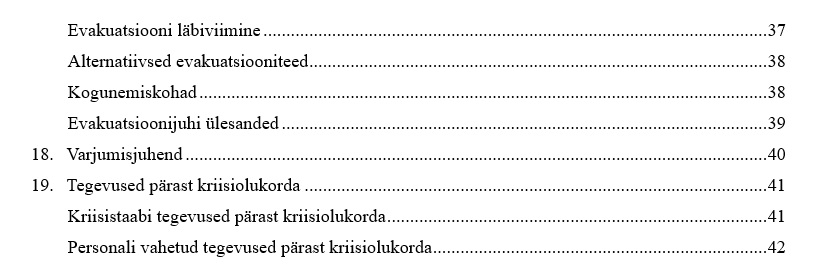 Evakuatsiooni läbiviimine ........ 37
Alternatiivsed evakuatsiooniteed ........ 38
Kogunemiskohad ........ 38
Evakuatsioonijuhi ülesanded ........ 39
18. Varjumisjuhend ........ 40
19. Tegevused pärast kriisiolukorda ........ 41
Kriisistaabi tegevused pärast kriisiolukorda ........ 41
Personali vahetud tegevused pärast kriisiolukorda ........ 42